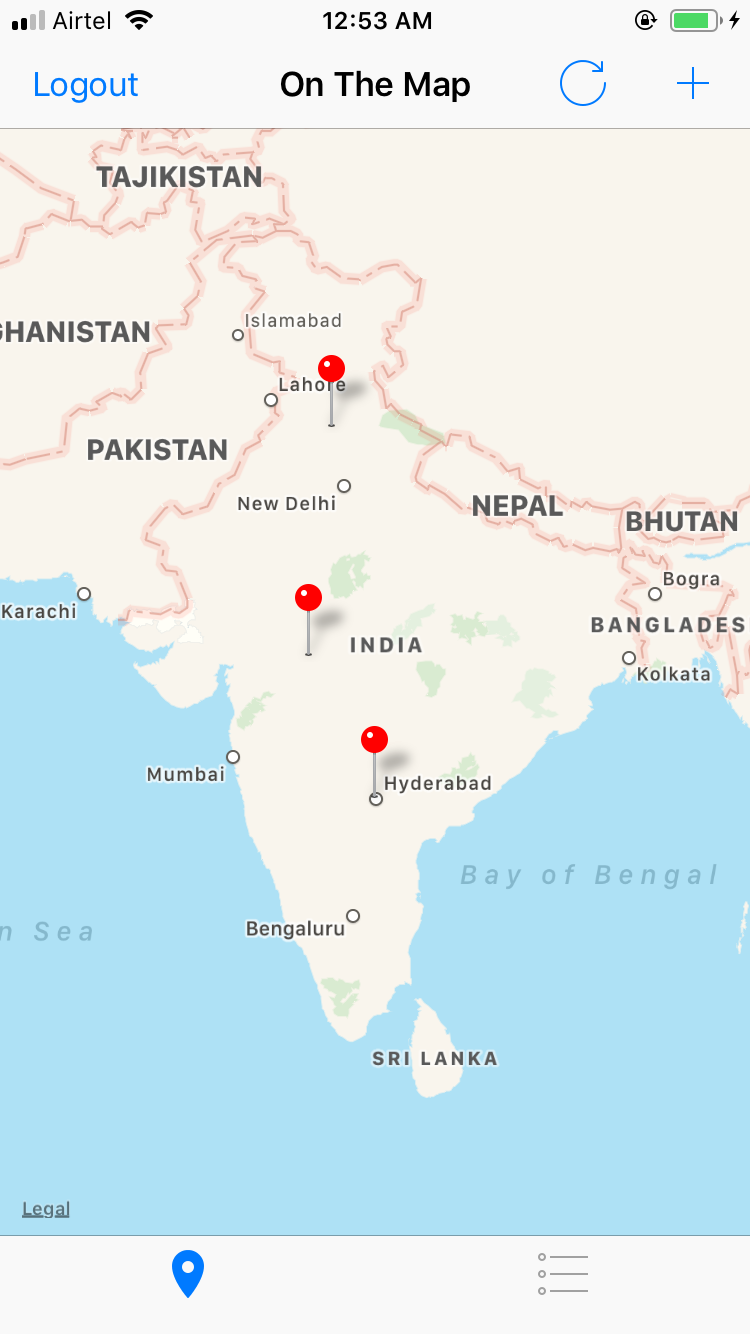 Airtel 12:53 AM
Logout On The Map
TAJIKISTAN
Islamabad
GHANISTAN
Lahore
PAKISTAN
New Delhi
NEPAL
BHUTAN
Bogra
Karachi
BANGLADES
INDIA
Kolkata
Mumbai
Hyderabad
Bay of Bengal
Bengaluru
n Sea
SRI LANKA
Legal